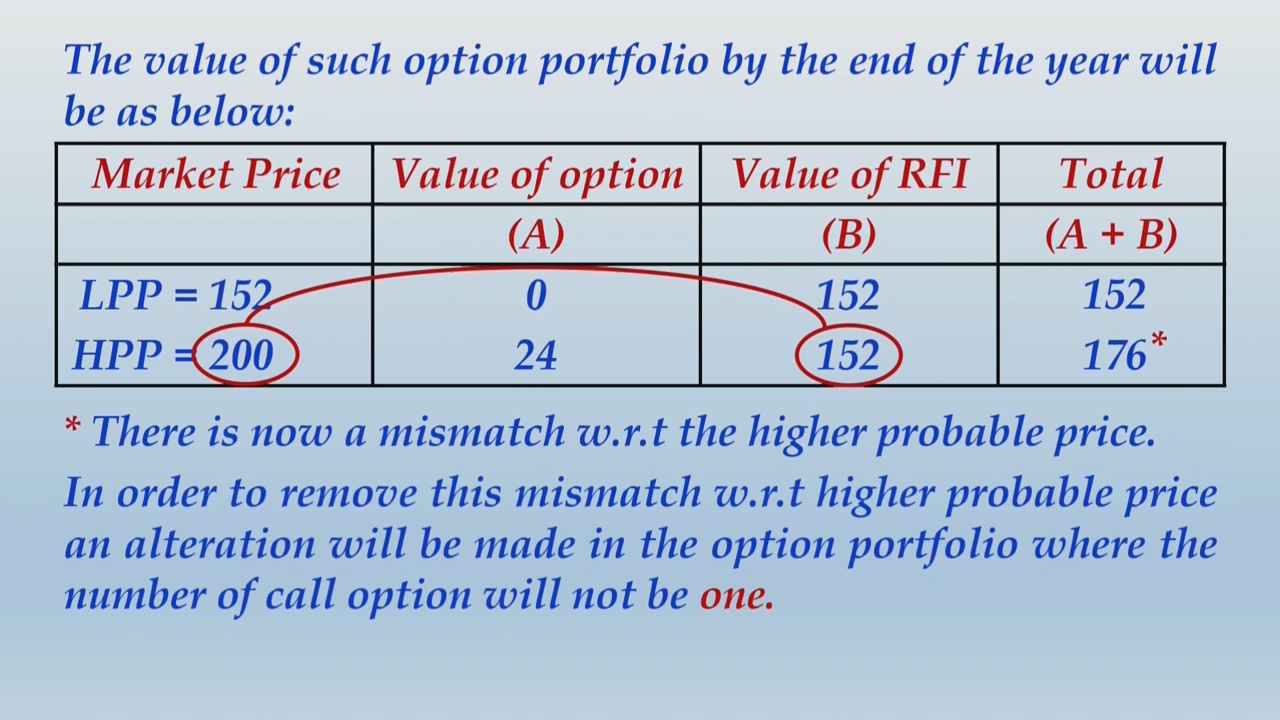 The value of such option portfolio by the end of the year will
be as below:
Market Price Value of option Value of RFI Total
(A) (B) (A + B)
LPP = 152 0 152 152
HPP = 200 24 152 176*
* There is now a mismatch w.r.t the higher probable price.
In order to remove this mismatch w.r.t higher probable price
an alteration will be made in the option portfolio where the
number of call option will not be one.